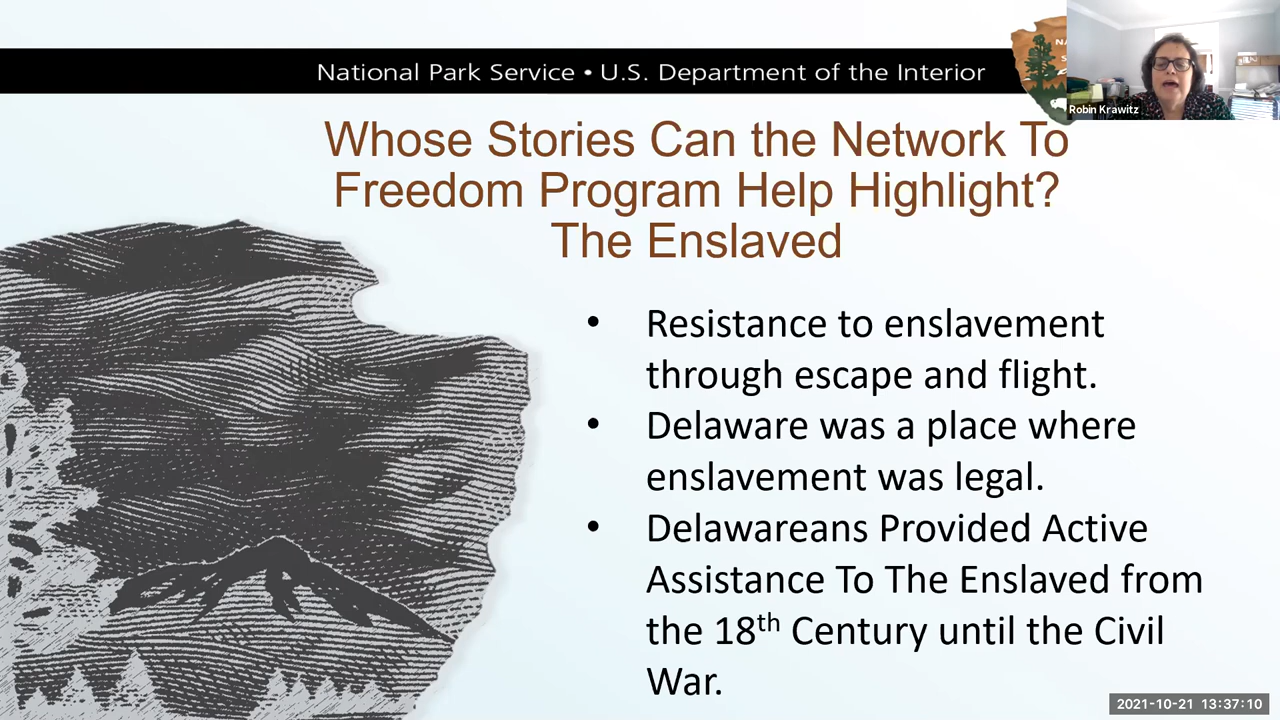 National Park Service • U.S. Department of the Interior
NA
S
Robin Krawitz
Whose Stories Can the Network To
Freedom Program Help Highlight?
The Enslaved
• Resistance to enslavement
through escape and flight.
• Delaware was a place where
enslavement was legal.
• Delawareans Provided Active
Assistance To The Enslaved from
the 18th Century until the Civil
War.
2021-10-21 13:37:10